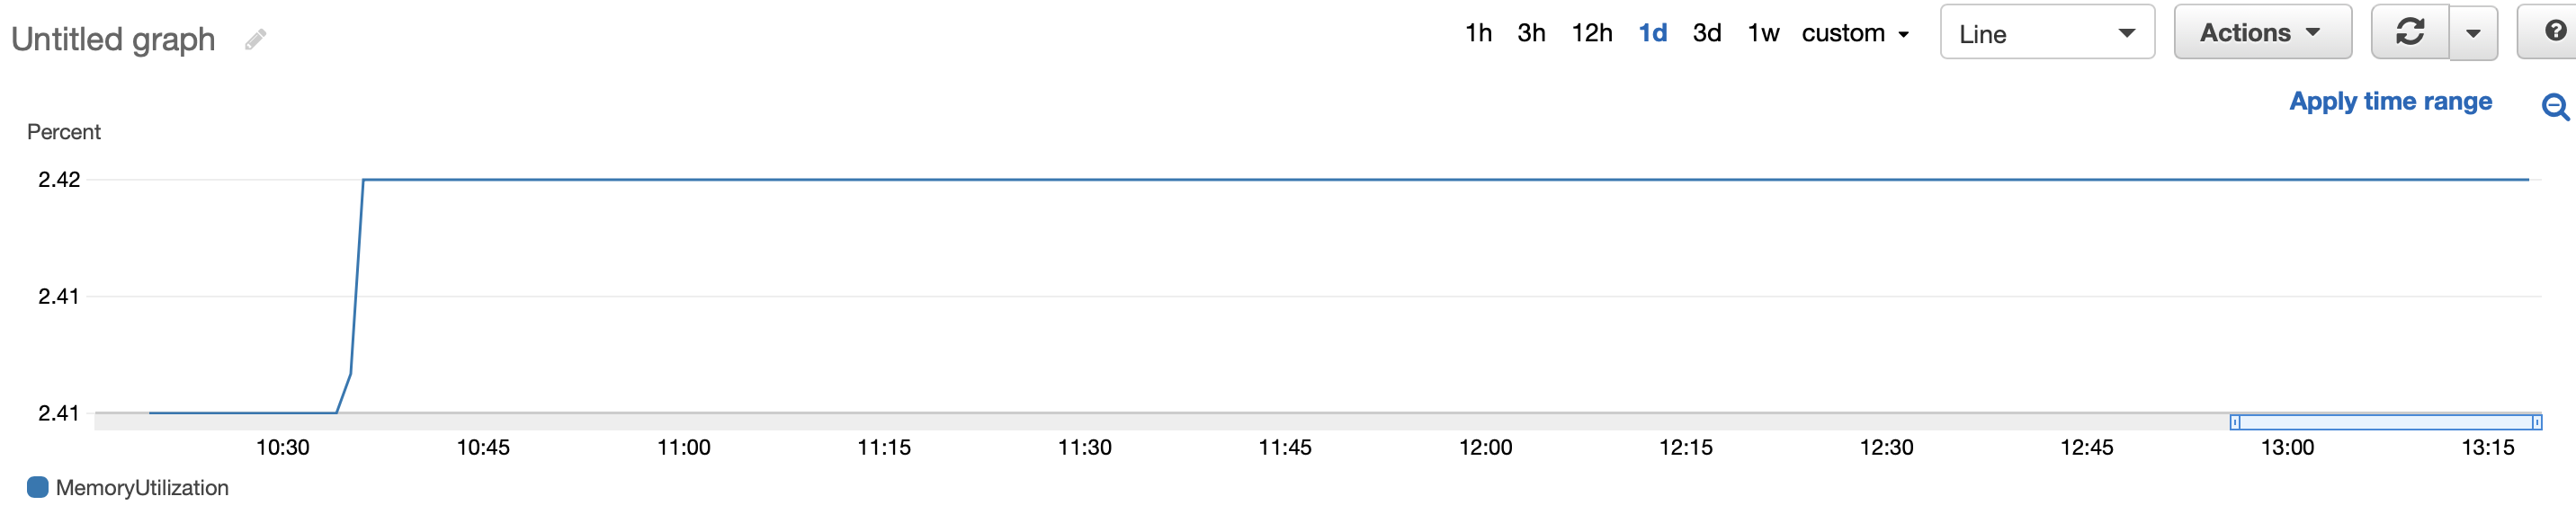 Untitled graph
1h 3h 12h 1d 3d 1w custom Line Actions ?
Apply time range
Percent
2.42
2.41
2.41
10:30 10:45 11:00 11:15 11:30 11:45 12:00 12:15 12:30 12:45 13:00 13:15
MemoryUtilization